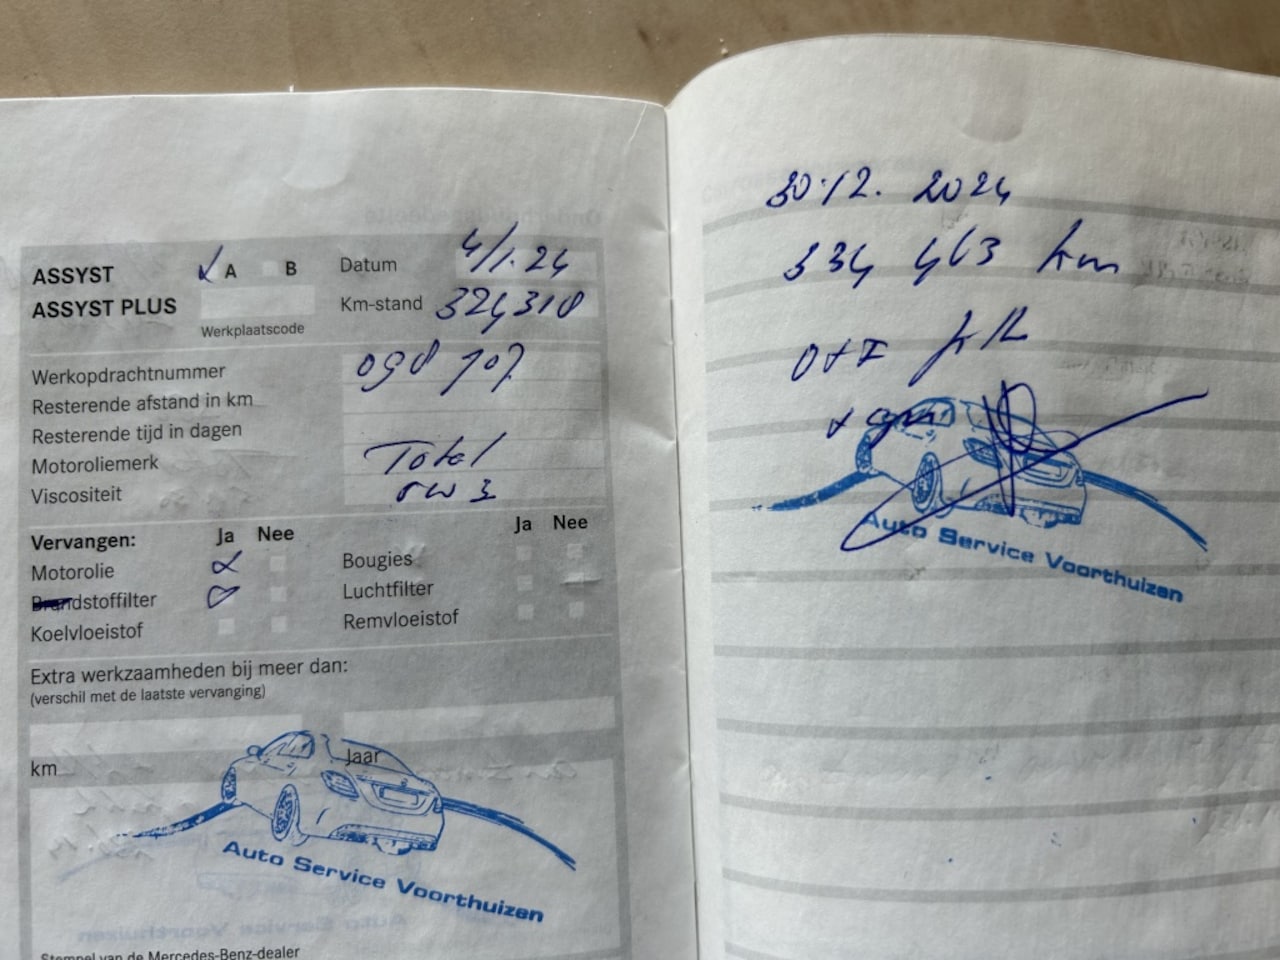 ASSYST A B Datum 4/1.24
ASSYST PLUS Km-stand 324310
Werkplaatscode
Werkopdrachtnummer
Resterende afstand in km
Resterende tijd in dagen
Motoroliemerk Total
Viscositeit
Vervangen: Ja Nee Ja Nee
Motorolie Bougies
Brandstoffilter Luchtfilter
Koelvloeistof Remvloeistof
Extra werkzaamheden bij meer dan:
(verschil met de laatste vervanging)
km Jaar
Auto Service Voorthuizen
Stempel van de Mercedes-Benz-dealer
30.12. 2024
334 463 km
Auto Service Voorthuizen